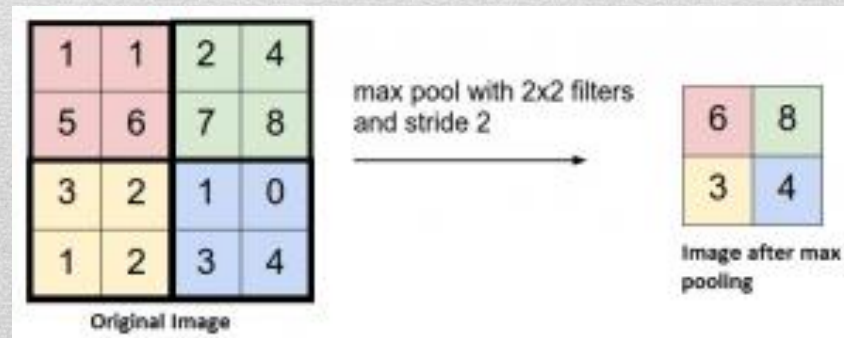 1 1 2 4
5 6 7 8
3 2 1 0
1 2 3 4
Original Image
max pool with 2x2 filters
and stride 2
6 8
3 4
Image after max
pooling